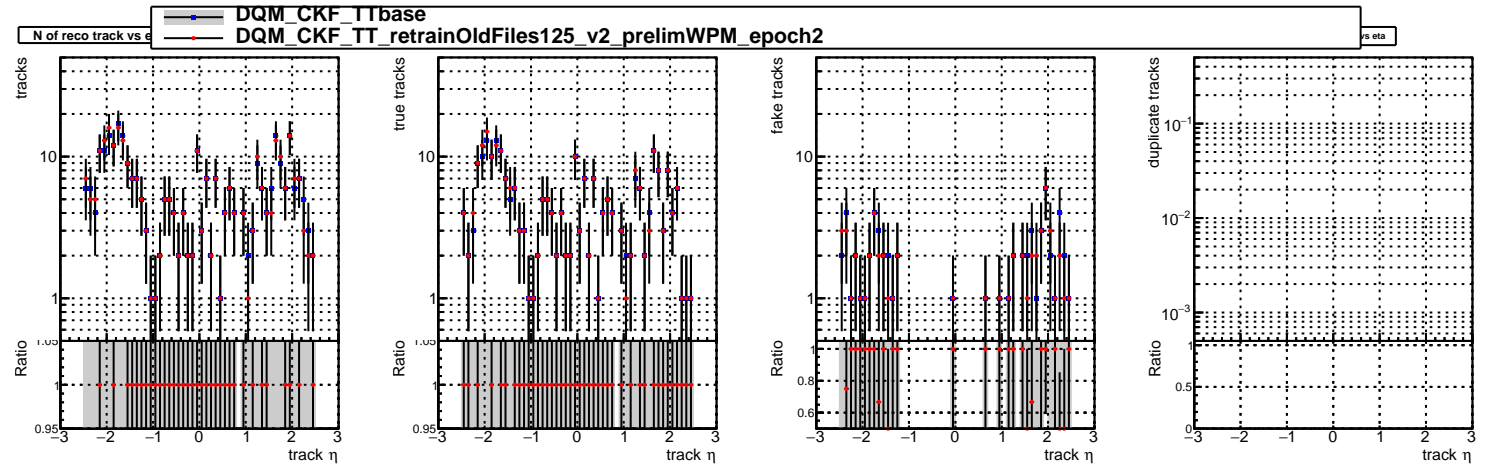 DQM_CKF_TTbase
DQM_CKF_TT_retrainOldFiles125_v2_prelimWPM_epoch2
N of reco track vs e
vs eta
tracks
10
1
Ratio
1.05
1
0.95
−3 −2 −1 0 1 2 3
track η
true tracks
10
1
Ratio
1.05
1
0.95
−3 −2 −1 0 1 2 3
track η
fake tracks
10
1
Ratio
1
0.8
0.6
−3 −2 −1 0 1 2 3
track η
duplicate tracks
10⁻¹
10⁻²
10⁻³
Ratio
1
0.5
0
−3 −2 −1 0 1 2 3
track η